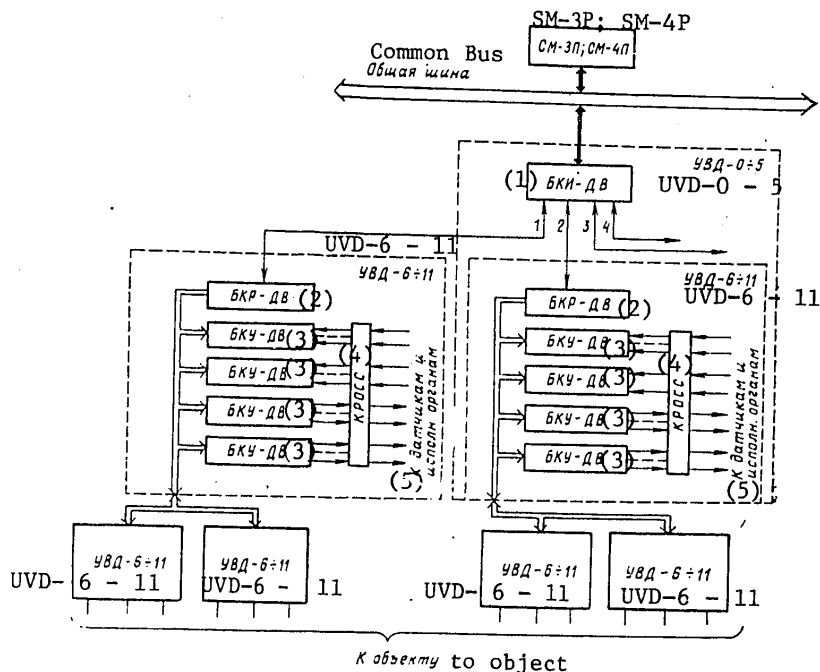 SM-3P; SM-4P
СМ-3П; СМ-4П
Common Bus
Общая шина
УВД-0÷5
UVD-0 - 5
(1) БКИ-ДВ
1 2 3 4
UVD-6 - 11
УВД-6÷11
БКР-ДВ (2)
БКУ-ДВ (3)
БКУ-ДВ (3)
БКУ-ДВ (3)
БКУ-ДВ (3)
(4)
КРОСС
К датчикам и
исполн. органам
(5)
УВД-6÷11
UVD-6 - 11
БКР-ДВ (2)
БКУ-ДВ (3)
БКУ-ДВ (3)
БКУ-ДВ (3)
БКУ-ДВ (3)
(4)
КРОСС
К датчикам и
исполн. органам
(5)
УВД-6÷11
UVD- 6 - 11
УВД-6÷11
UVD-6 - 11
УВД-6÷11
UVD- 6 - 11
УВД-6÷11
UVD-6 - 11
К объекту to object